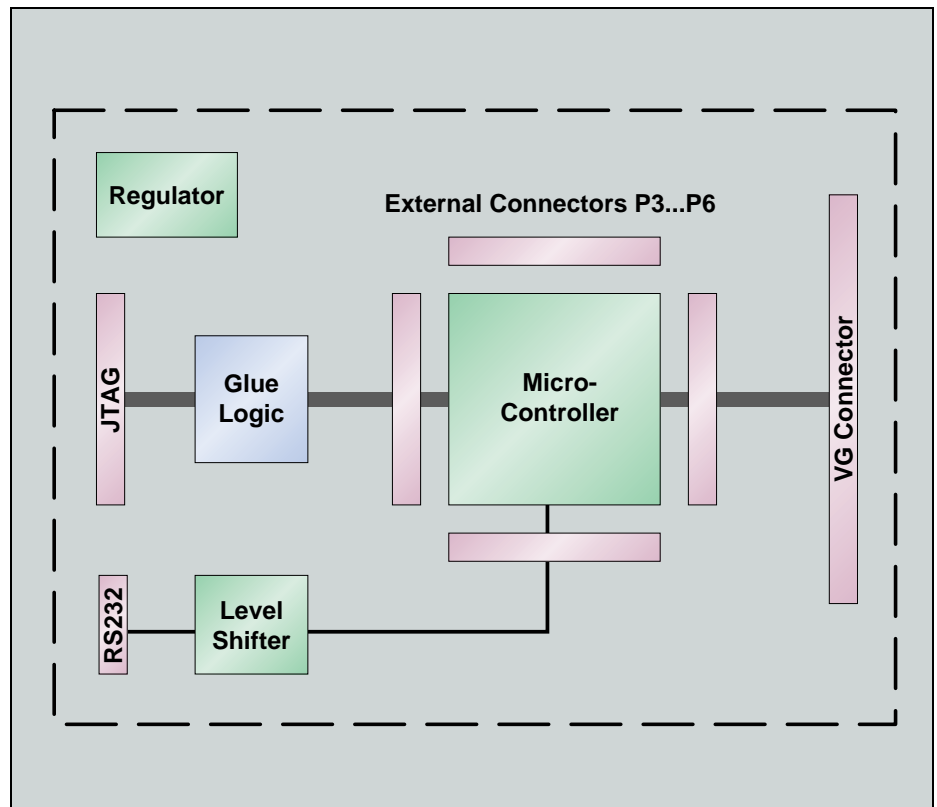 Regulator
External Connectors P3...P6
JTAG
Glue
Logic
Micro-
Controller
VG Connector
RS232
Level
Shifter